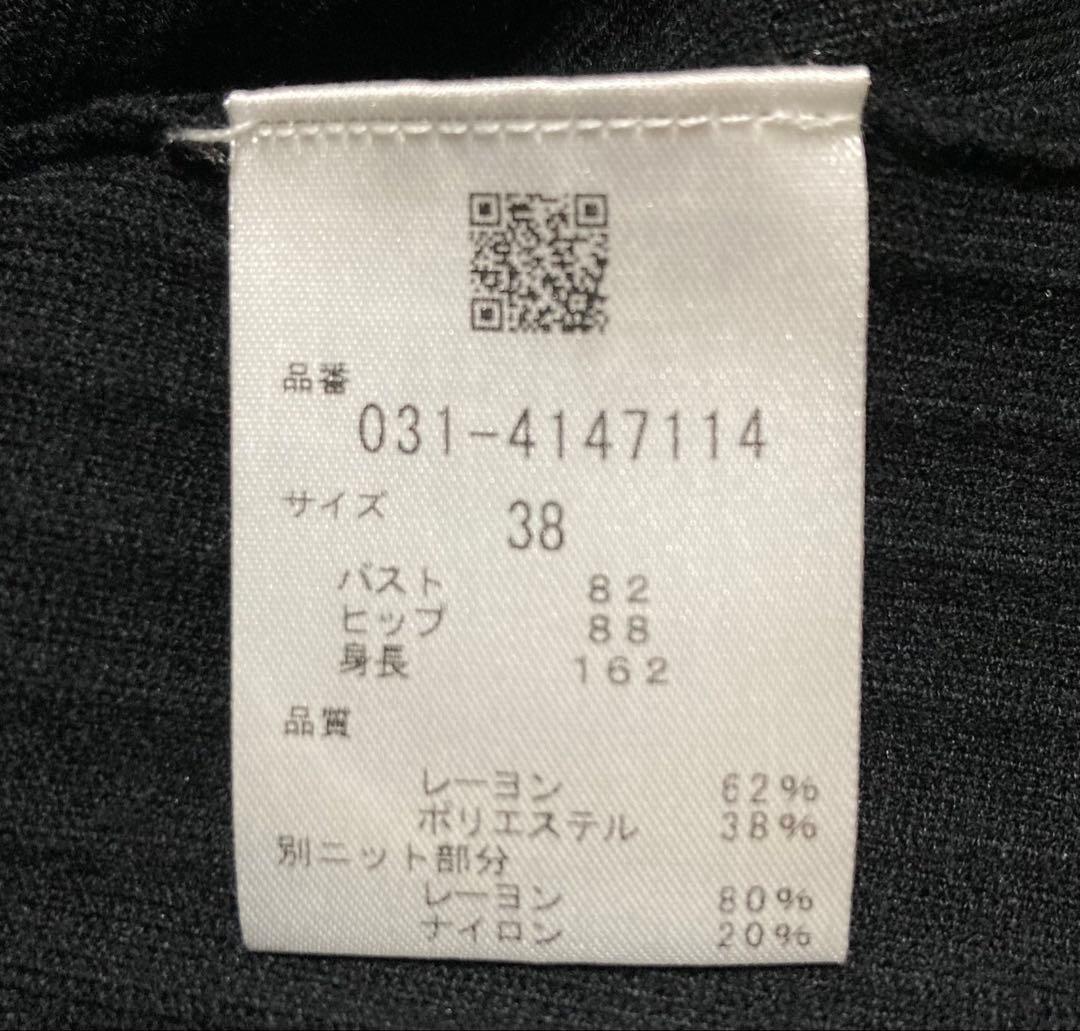 品番
031-4147114
サイズ 38
バスト 82
ヒップ 88
身長 162
品質
レーヨン 62%
ポリエステル 38%
別ニット部分
レーヨン 80%
ナイロン 20%